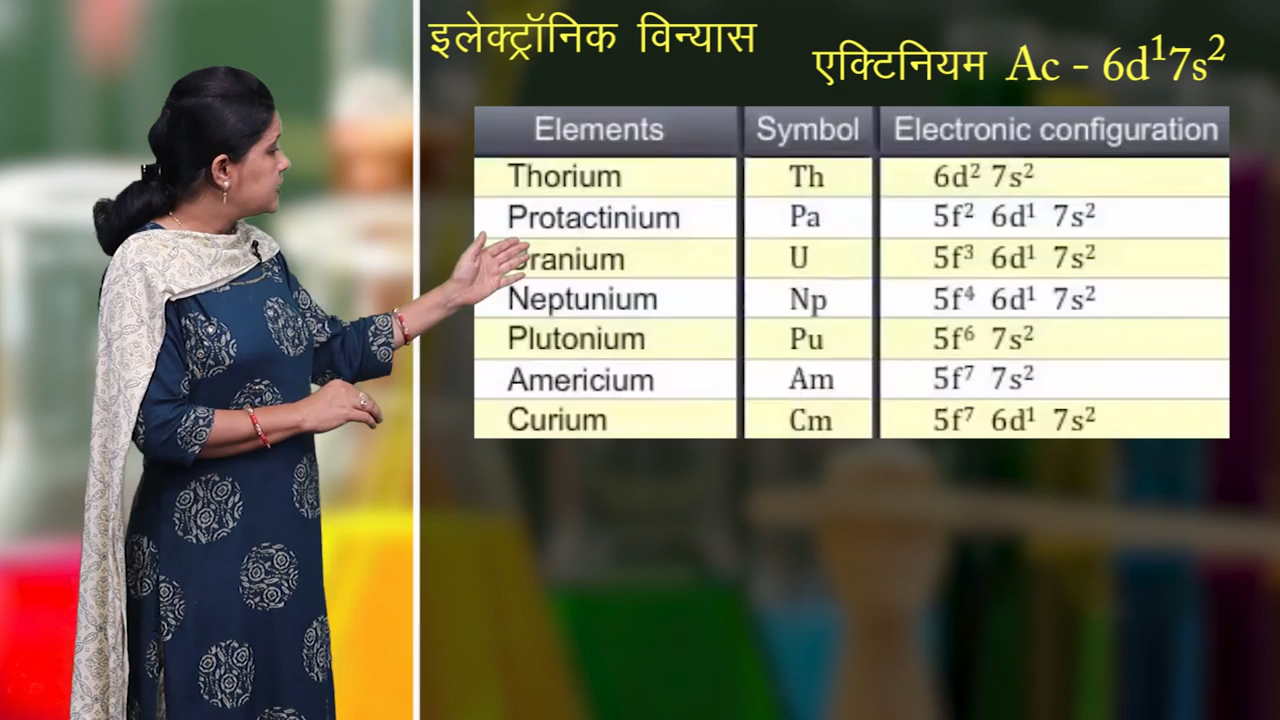 इलेक्ट्रॉनिक विन्यास
एक्टिनियम Ac - 6d¹7s²
Elements Symbol Electronic configuration
Thorium Th 6d² 7s²
Protactinium Pa 5f² 6d¹ 7s²
Uranium U 5f³ 6d¹ 7s²
Neptunium Np 5f⁴ 6d¹ 7s²
Plutonium Pu 5f⁶ 7s²
Americium Am 5f⁷ 7s²
Curium Cm 5f⁷ 6d¹ 7s²